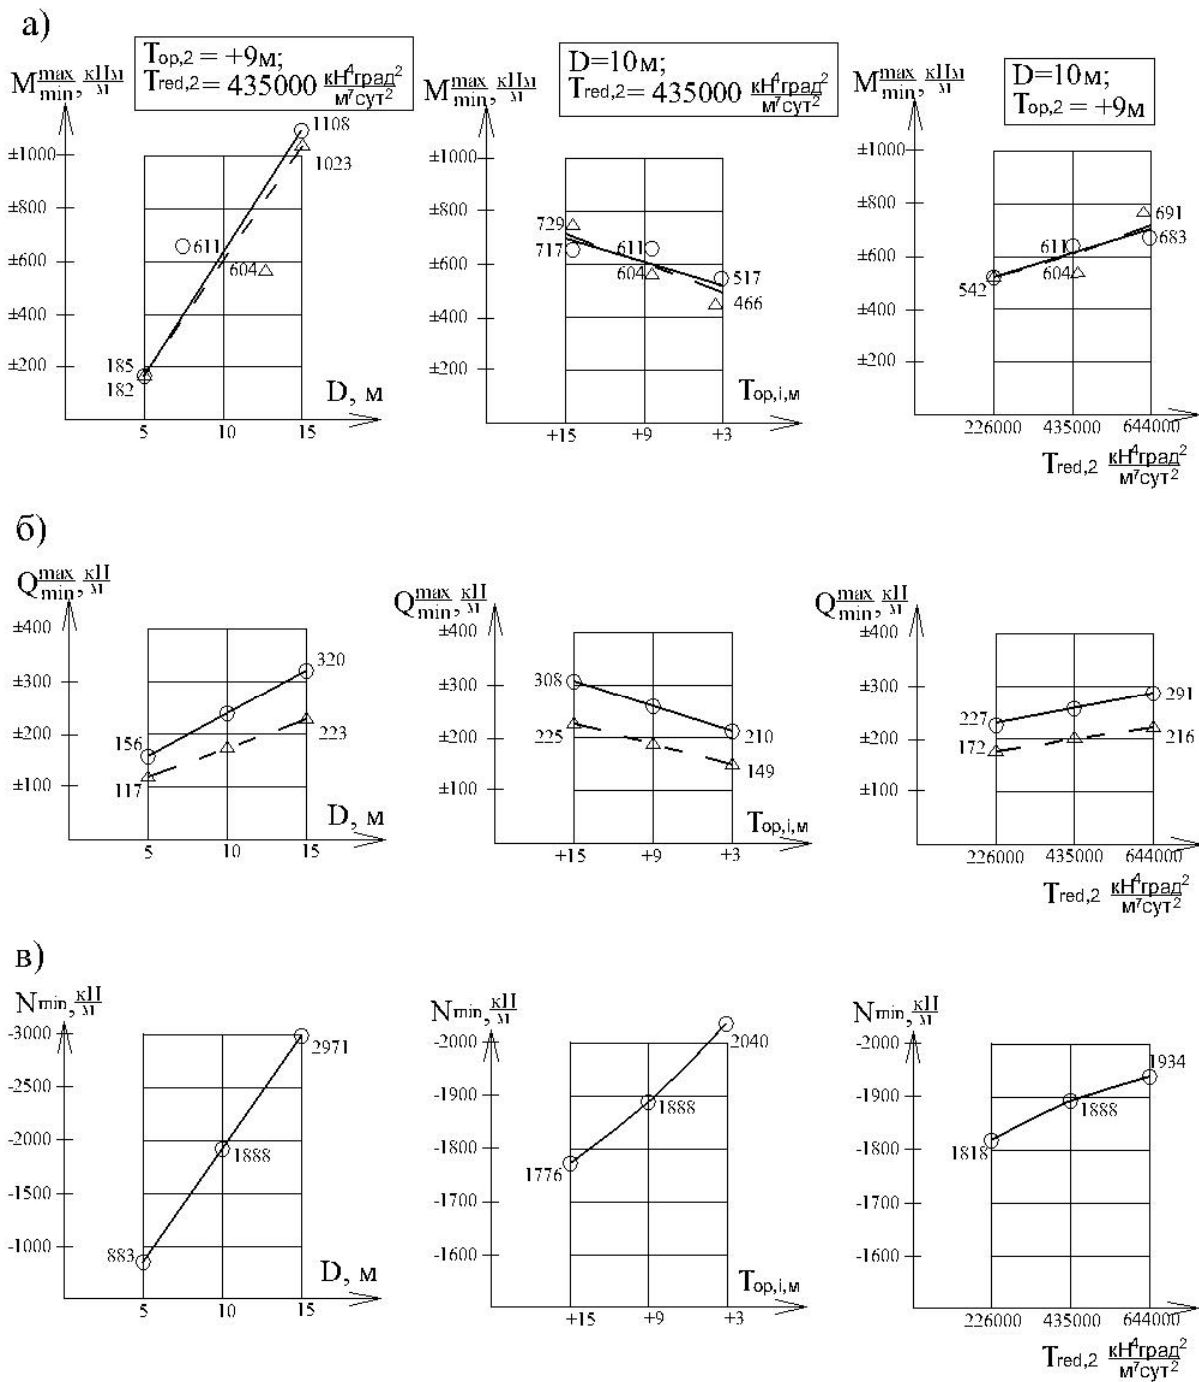 а)
Tор,2 = +9м;
Tred,2 = 435000 кН⁴град²/м⁷сут²
D=10м;
Tred,2 = 435000 кН⁴град²/м⁷сут²
D=10м;
Tор,2 = +9м
M max/min, кНм/м
±1000
±800
±600
±400
±200
1108
1023
611
604
185
182
D, м
5 10 15
M max/min, кНм/м
±1000
±800
±600
±400
±200
729
717
611
604
517
466
Tор,i,м
+15 +9 +3
M max/min, кНм/м
±1000
±800
±600
±400
±200
691
683
611
604
542
226000 435000 644000
Tred,2 кН⁴град²/м⁷сут²
б)
Q max/min, кН/м
±400
±300
±200
±100
320
223
156
117
D, м
5 10 15
Q max/min, кН/м
±400
±300
±200
±100
308
225
210
149
Tор,i,м
+15 +9 +3
Q max/min, кН/м
±400
±300
±200
±100
291
216
227
172
226000 435000 644000
Tred,2 кН⁴град²/м⁷сут²
в)
Nmin, кН/м
-3000
-2500
-2000
-1500
-1000
2971
1888
883
D, м
5 10 15
Nmin, кН/м
-2000
-1900
-1800
-1700
-1600
2040
1888
1776
Tор,i,м
+15 +9 +3
Nmin, кН/м
-2000
-1900
-1800
-1700
-1600
1934
1888
1818
226000 435000 644000
Tred,2 кН⁴град²/м⁷сут²